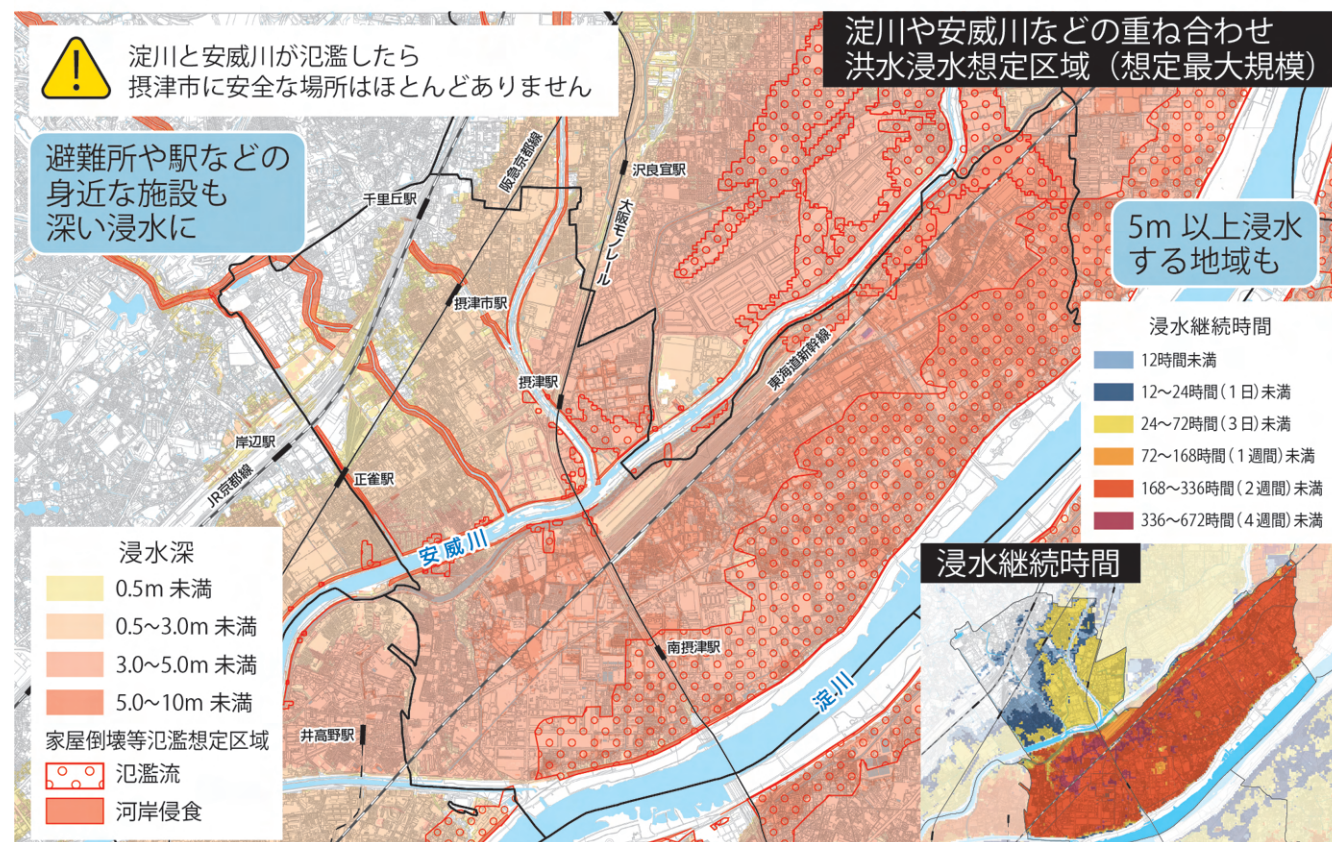 淀川と安威川が氾濫したら
摂津市に安全な場所はほとんどありません
淀川や安威川などの重ね合わせ
洪水浸水想定区域（想定最大規模）
避難所や駅などの
身近な施設も
深い浸水に
5m 以上浸水
する地域も
千里丘駅
阪急京都線
沢良宜駅
大阪モノレール
摂津市駅
摂津駅
東海道新幹線
岸辺駅
JR京都線
正雀駅
安威川
南摂津駅
淀川
井高野駅
浸水深
0.5m 未満
0.5～3.0m 未満
3.0～5.0m 未満
5.0～10m 未満
家屋倒壊等氾濫想定区域
氾濫流
河岸侵食
浸水継続時間
12時間未満
12～24時間（1日）未満
24～72時間（3日）未満
72～168時間（1週間）未満
168～336時間（2週間）未満
336～672時間（4週間）未満
浸水継続時間